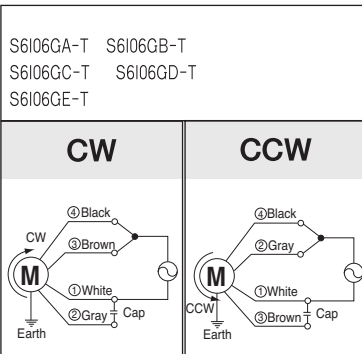 S6I06GA-T S6I06GB-T
S6I06GC-T S6I06GD-T
S6I06GE-T
CW CCW
④Black
CW
③Brown
M
①White
②Gray Cap
Earth
④Black
②Gray
M
①White
CCW
③Brown Cap
Earth